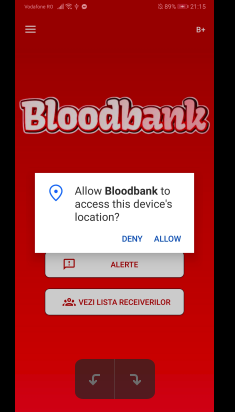 Vodafone RO 89% 21:15
B+
Bloodbank
Allow Bloodbank to
access this device's
location?
DENY ALLOW
ALERTE
VEZI LISTA RECEIVERILOR